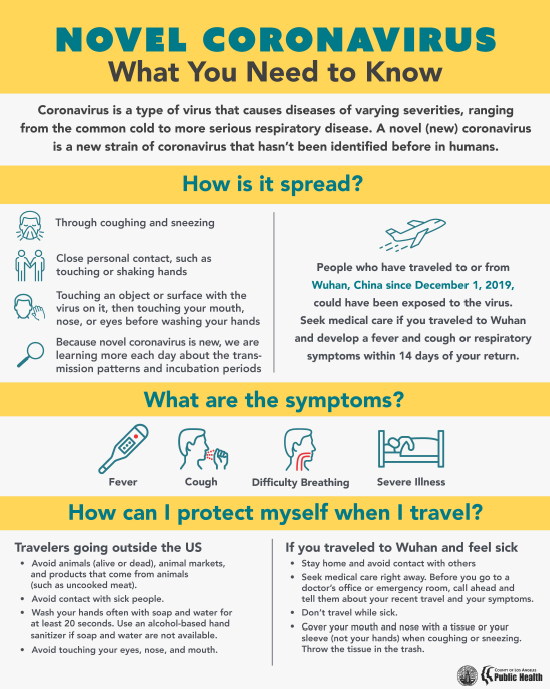 NOVEL CORONAVIRUS
What You Need to Know
Coronavirus is a type of virus that causes diseases of varying severities, ranging
from the common cold to more serious respiratory disease. A novel (new) coronavirus
is a new strain of coronavirus that hasn't been identified before in humans.
How is it spread?
Through coughing and sneezing
Close personal contact, such as
touching or shaking hands
Touching an object or surface with the
virus on it, then touching your mouth,
nose, or eyes before washing your hands
Because novel coronavirus is new, we are
learning more each day about the trans-
mission patterns and incubation periods
People who have traveled to or from
Wuhan, China since December 1, 2019,
could have been exposed to the virus.
Seek medical care if you traveled to Wuhan
and develop a fever and cough or respiratory
symptoms within 14 days of your return.
What are the symptoms?
Fever
Cough
Difficulty Breathing
Severe Illness
How can I protect myself when I travel?
Travelers going outside the US
• Avoid animals (alive or dead), animal markets,
and products that come from animals
(such as uncooked meat).
• Avoid contact with sick people.
• Wash your hands often with soap and water for
at least 20 seconds. Use an alcohol-based hand
sanitizer if soap and water are not available.
• Avoid touching your eyes, nose, and mouth.
If you traveled to Wuhan and feel sick
• Stay home and avoid contact with others
• Seek medical care right away. Before you go to a
doctor's office or emergency room, call ahead and
tell them about your recent travel and your symptoms.
• Don't travel while sick.
• Cover your mouth and nose with a tissue or your
sleeve (not your hands) when coughing or sneezing.
Throw the tissue in the trash.
COUNTY OF LOS ANGELES
Public Health